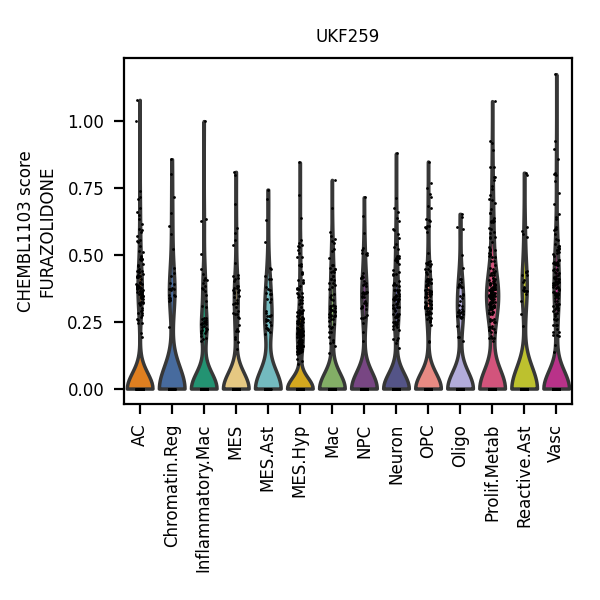 UKF259
CHEMBL1103 score
FURAZOLIDONE
1.00
0.75
0.50
0.25
0.00
AC
Chromatin.Reg
Inflammatory.Mac
MES
MES.Ast
MES.Hyp
Mac
NPC
Neuron
OPC
Oligo
Prolif.Metab
Reactive.Ast
Vasc